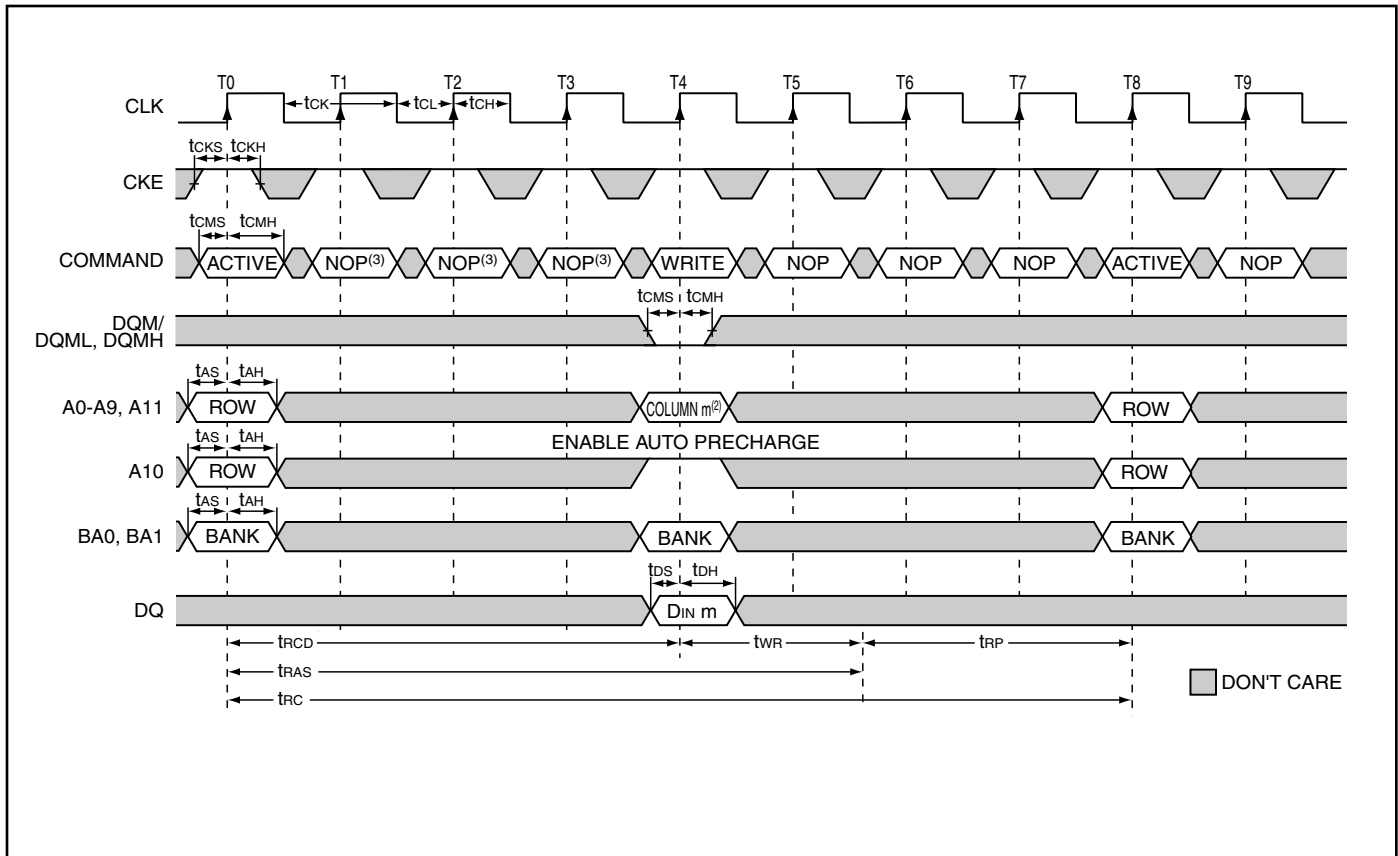 T0 T1 T2 T3 T4 T5 T6 T7 T8 T9
CLK tCK tCL tCH
tCKS tCKH
CKE
tCMS tCMH
COMMAND ACTIVE NOP(3) NOP(3) NOP(3) WRITE NOP NOP NOP ACTIVE NOP
tCMS tCMH
DQM/
DQML, DQMH
tAS tAH
A0-A9, A11 ROW COLUMN m(2) ROW
tAS tAH ENABLE AUTO PRECHARGE
A10 ROW ROW
tAS tAH
BA0, BA1 BANK BANK BANK
tDS tDH
DQ DIN m
tRCD tWR tRP
tRAS
tRC
DON'T CARE